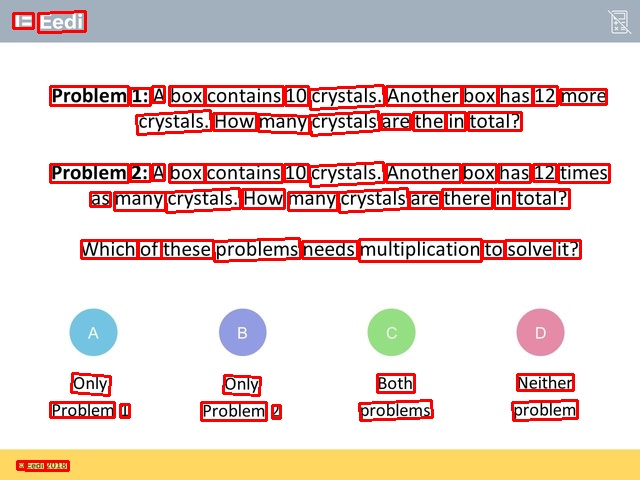 Eedi
Problem 1: A box contains 10 crystals. Another box has 12 more
crystals. How many crystals are the in total?
Problem 2: A box contains 10 crystals. Another box has 12 times
as many crystals. How many crystals are there in total?
Which of these problems needs multiplication to solve it?
A B C D
Only Only Both Neither
Problem 1 Problem 2 problems problem
© Eedi 2018